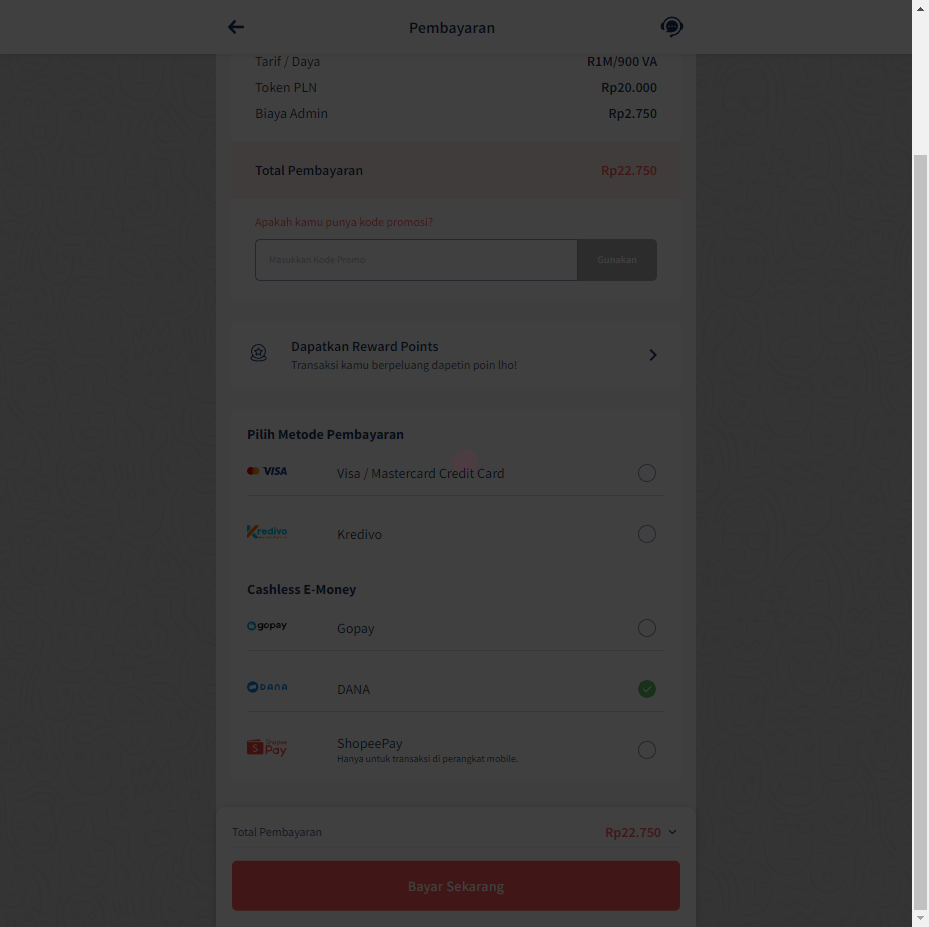 Pembayaran
Tarif / Daya R1M/900 VA
Token PLN Rp20.000
Biaya Admin Rp2.750
Total Pembayaran Rp22.750
Apakah kamu punya kode promosi?
Masukkan Kode Promo Gunakan
Dapatkan Reward Points
Transaksi kamu berpeluang dapetin poin lho!
Pilih Metode Pembayaran
VISA Visa / Mastercard Credit Card
Kredivo Kredivo
Cashless E-Money
gopay Gopay
DANA DANA
Shopee Pay ShopeePay
Hanya untuk transaksi di perangkat mobile.
Total Pembayaran Rp22.750
Bayar Sekarang